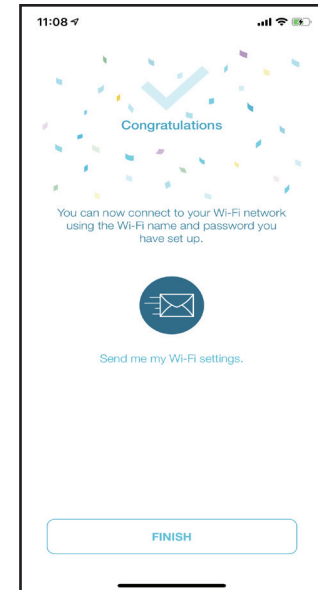 11:08
Congratulations
You can now connect to your Wi-Fi network
using the Wi-Fi name and password you
have set up.
Send me my Wi-Fi settings.
FINISH